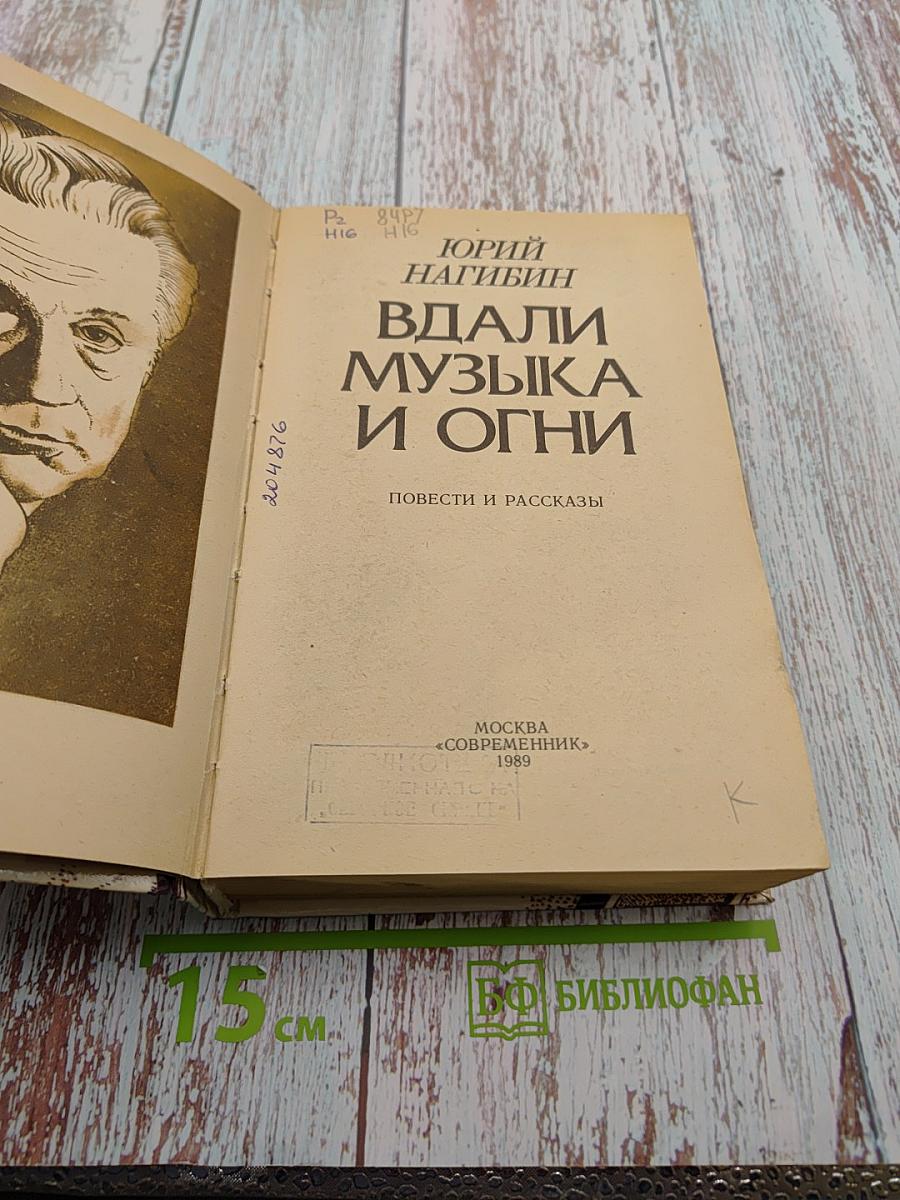 Р2 84Р7
Н16 Н16
ЮРИЙ
НАГИБИН
ВДАЛИ
МУЗЫКА
И ОГНИ
204876
ПОВЕСТИ И РАССКАЗЫ
МОСКВА
«СОВРЕМЕННИК»
1989
К
15 см
БФ БИБЛИОФАН